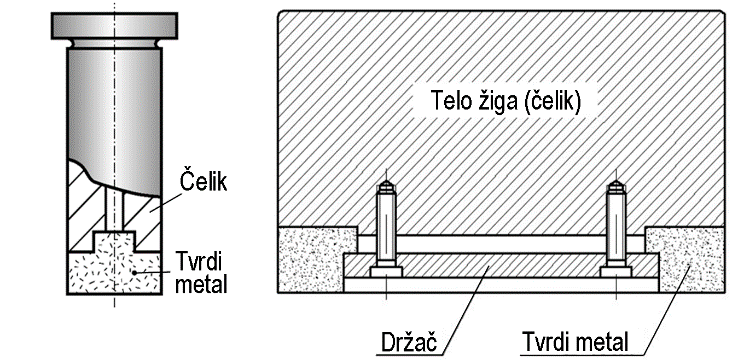 Telo žiga (čelik)
Čelik
Tvrdi
metal
Držač
Tvrdi metal